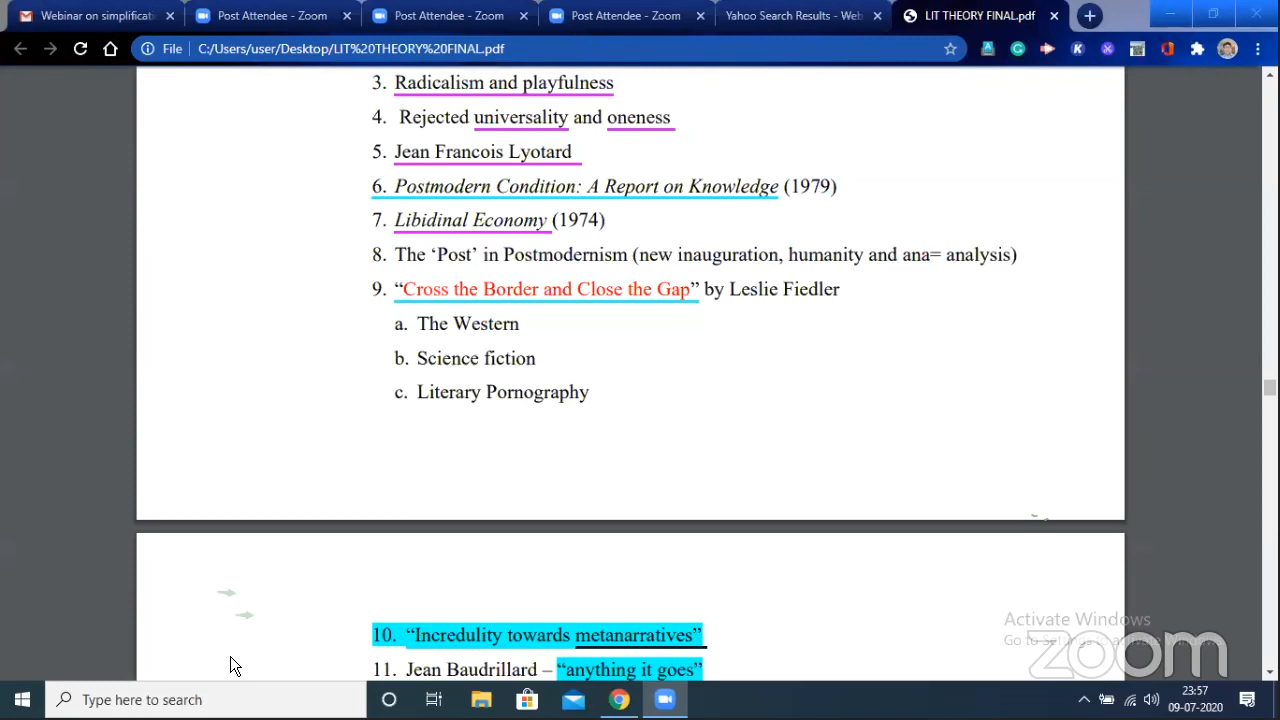 Webinar on simplificati
Post Attendee - Zoom
Post Attendee - Zoom
Post Attendee - Zoom
Yahoo Search Results - Web
LIT THEORY FINAL.pdf
File C:/Users/user/Desktop/LIT%20THEORY%20FINAL.pdf
3. Radicalism and playfulness
4. Rejected universality and oneness
5. Jean Francois Lyotard
6. Postmodern Condition: A Report on Knowledge (1979)
7. Libidinal Economy (1974)
8. The ‘Post’ in Postmodernism (new inauguration, humanity and ana= analysis)
9. “Cross the Border and Close the Gap” by Leslie Fiedler
a. The Western
b. Science fiction
c. Literary Pornography
10. “Incredulity towards metanarratives”
11. Jean Baudrillard – “anything it goes”
Activate Windows
Go to Settings
zoom
Type here to search
23:57
09-07-2020